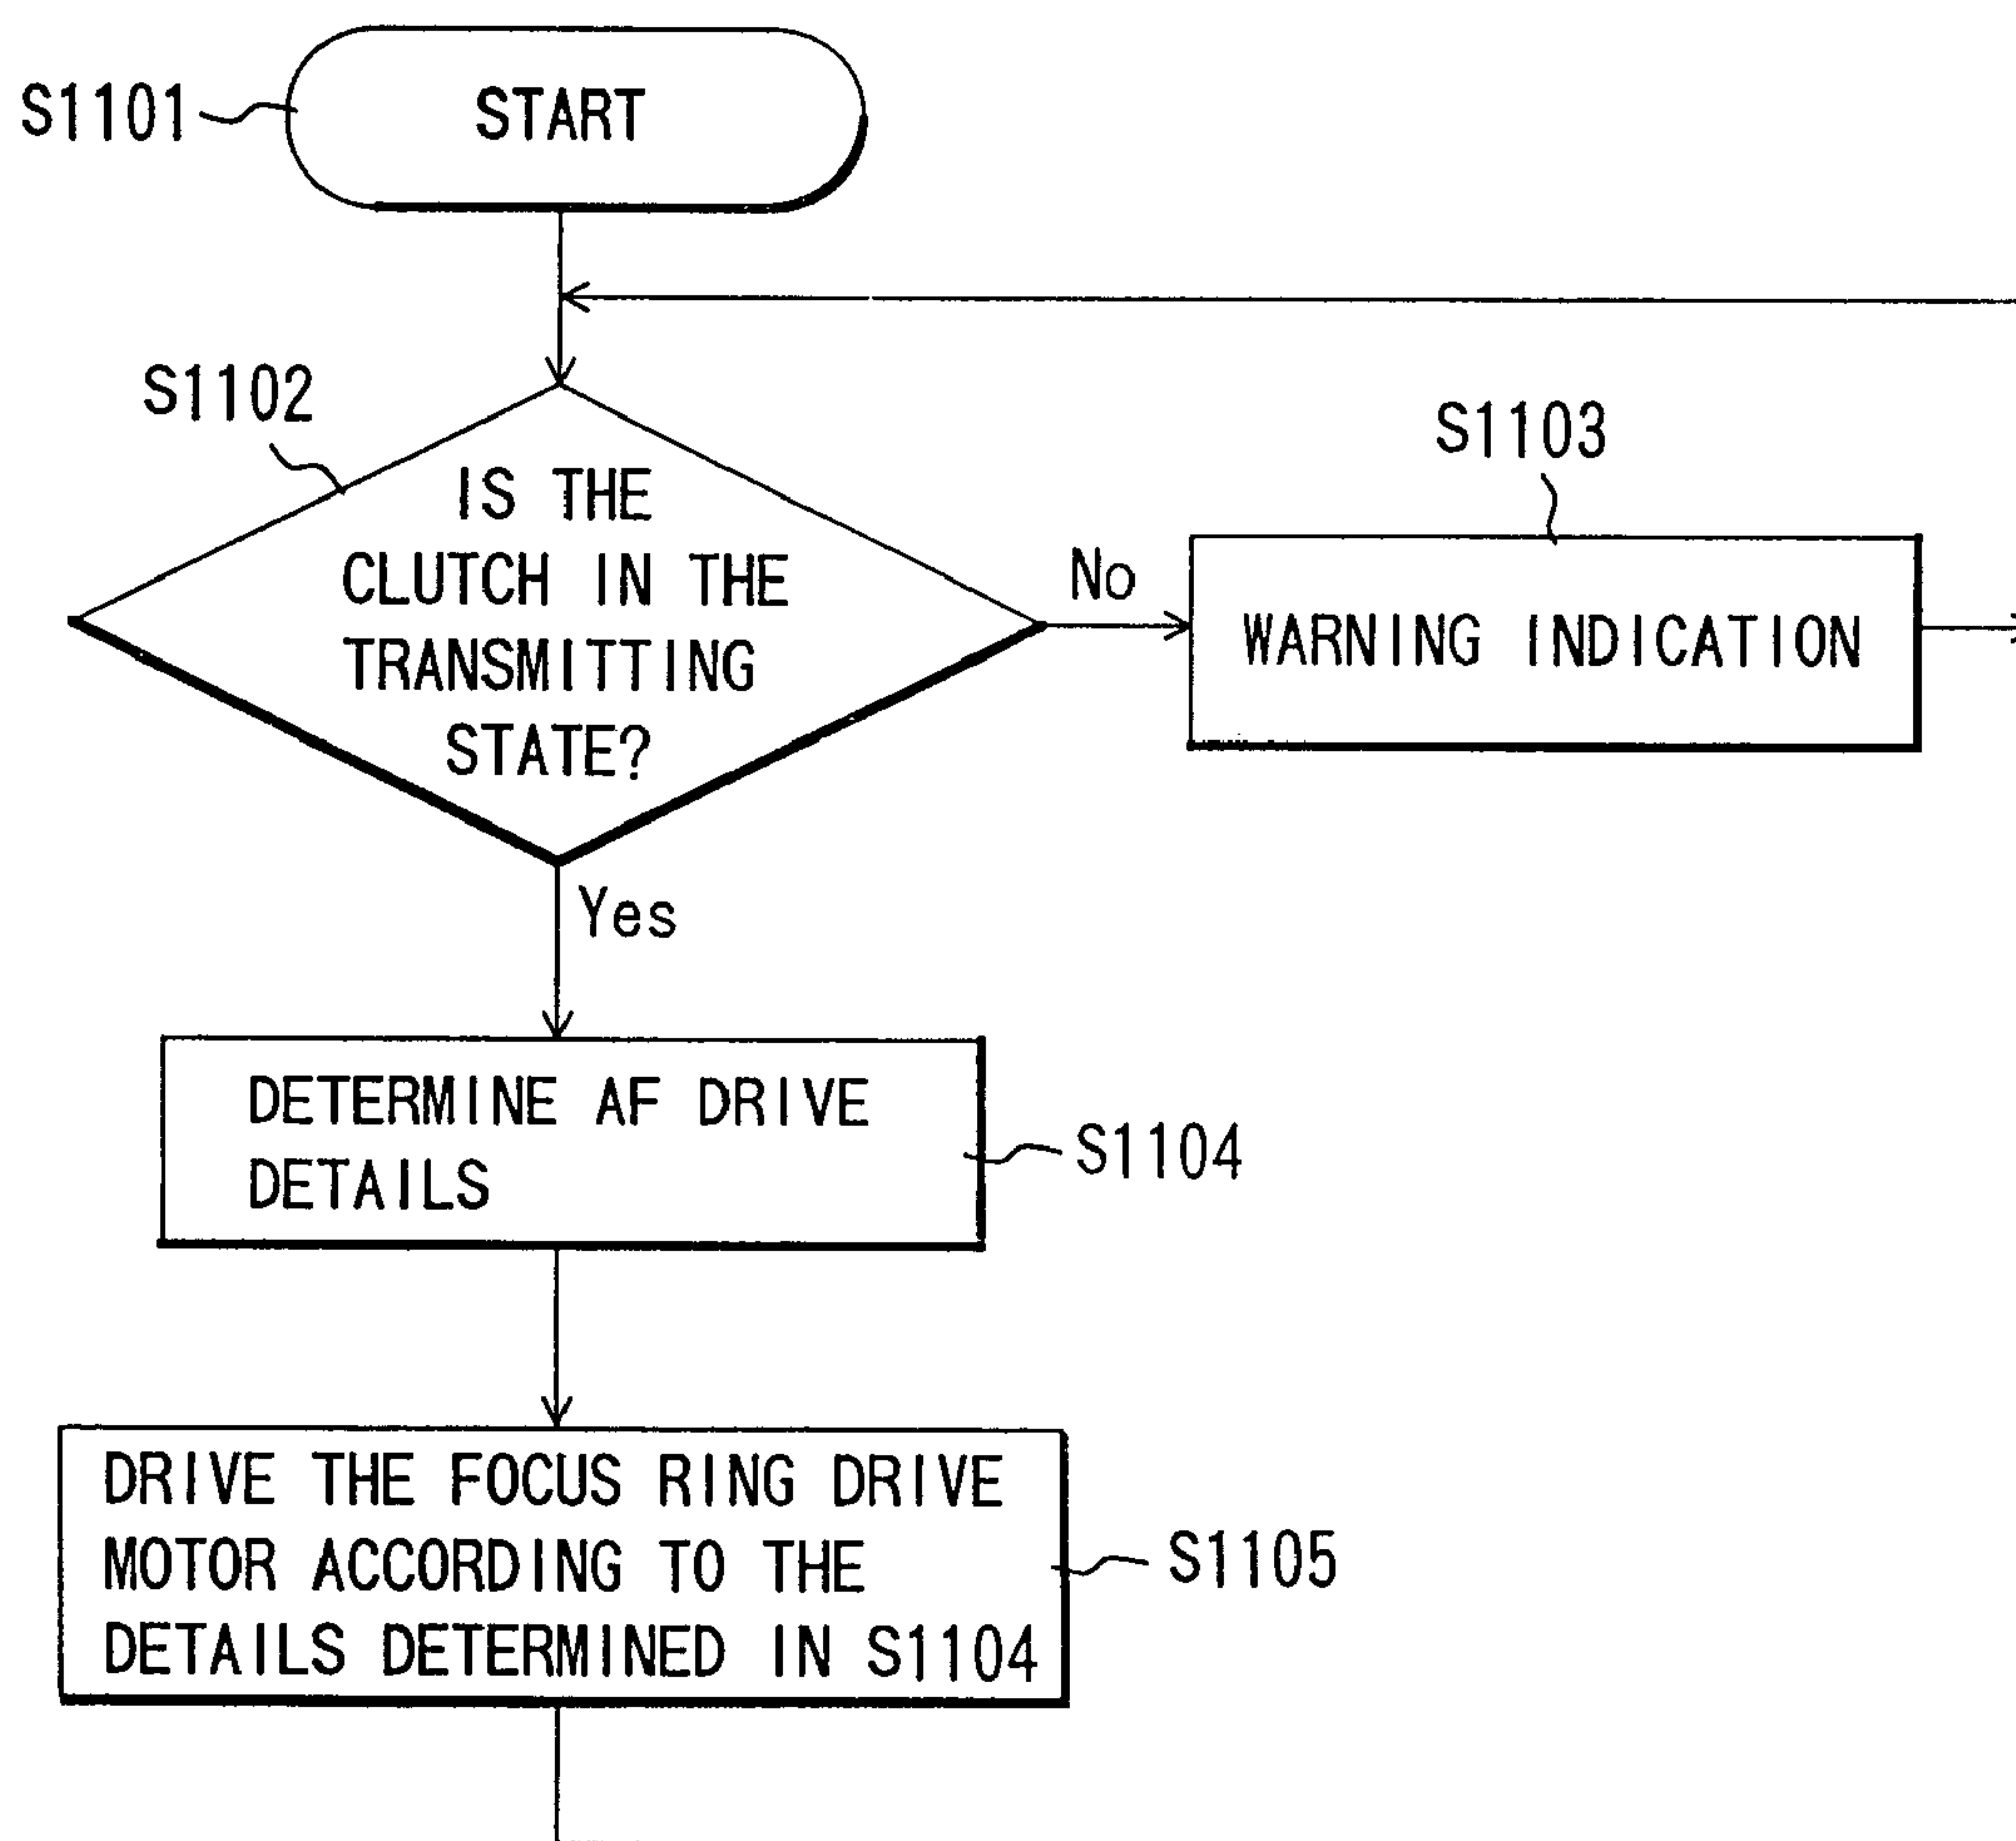 S1101
START
S1102
IS THE
CLUTCH IN THE
TRANSMITTING
STATE?
No
S1103
WARNING INDICATION
Yes
DETERMINE AF DRIVE
DETAILS
S1104
DRIVE THE FOCUS RING DRIVE
MOTOR ACCORDING TO THE
DETAILS DETERMINED IN S1104
S1105